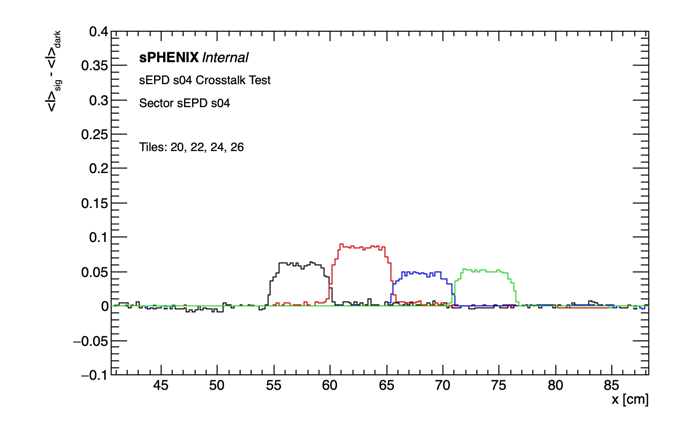 <I>sig - <I>dark
0.4
0.35
0.3
0.25
0.2
0.15
0.1
0.05
0
−0.05
−0.1
sPHENIX Internal
sEPD s04 Crosstalk Test
Sector sEPD s04
Tiles: 20, 22, 24, 26
45 50 55 60 65 70 75 80 85
x [cm]